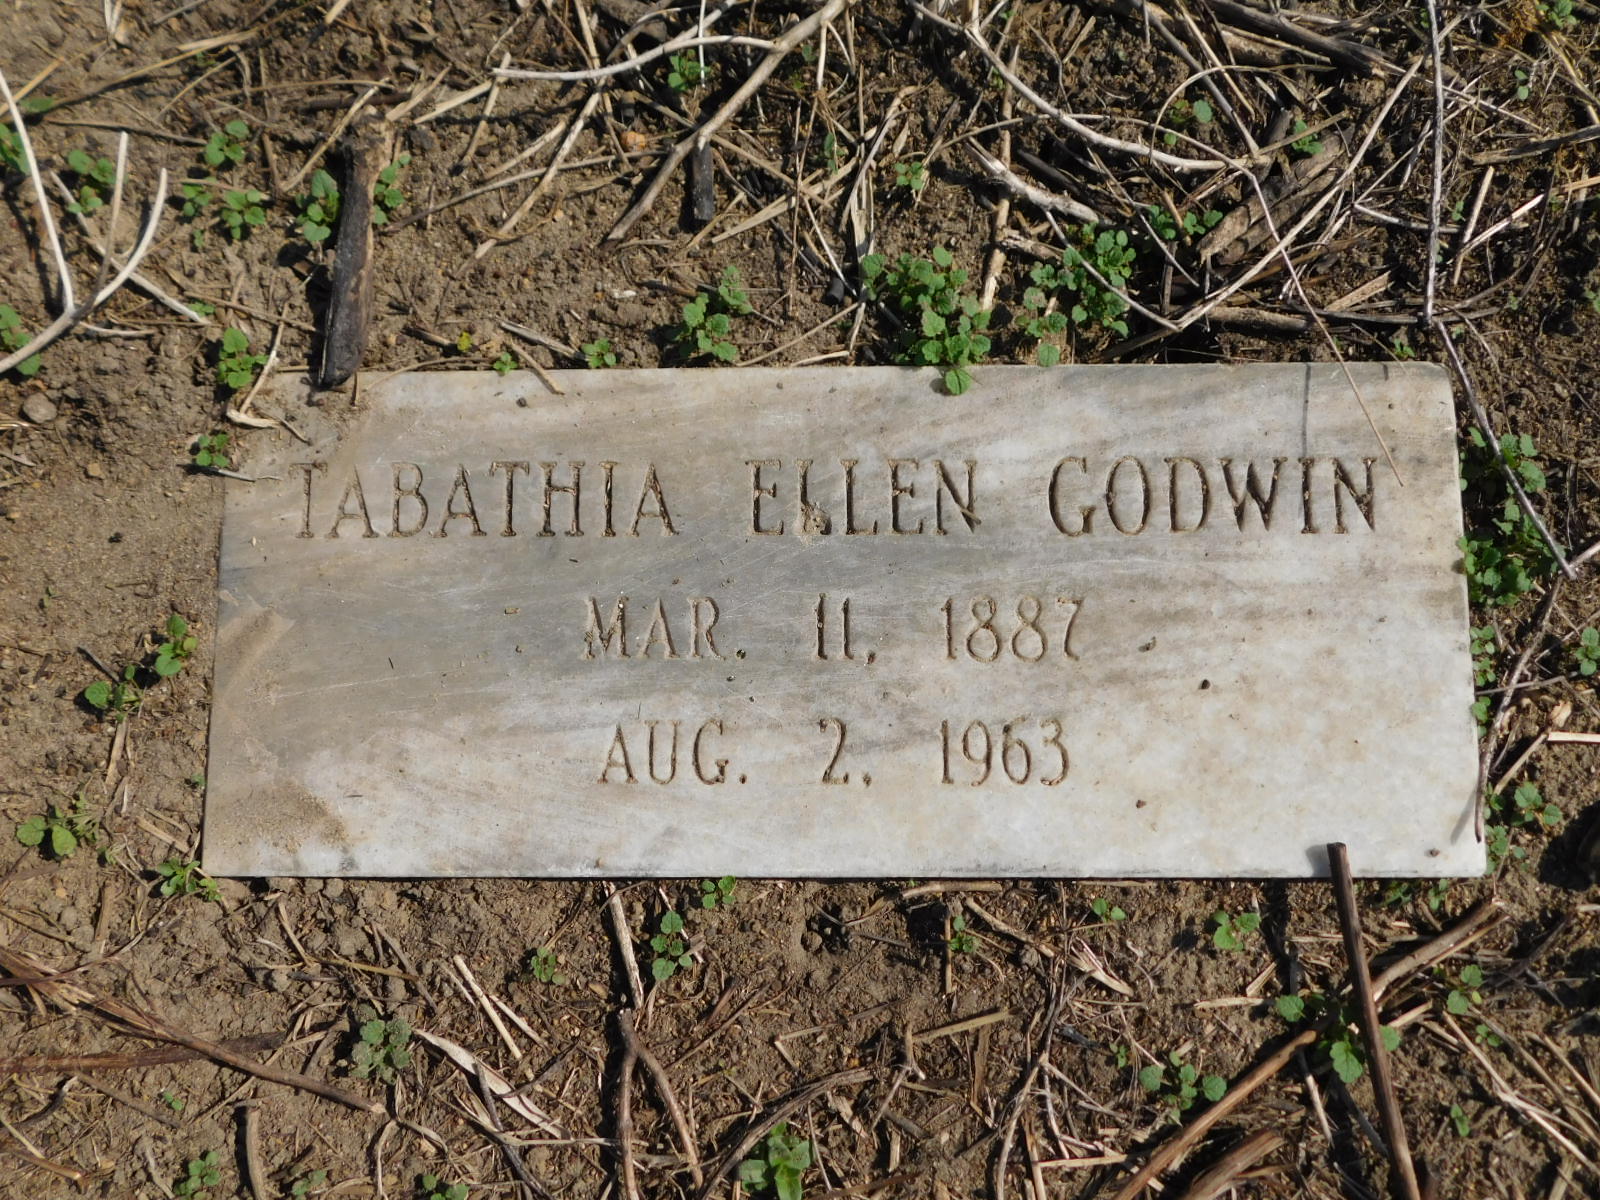 TABATHIA ELLEN GODWIN
MAR. 11, 1887
AUG. 2, 1963